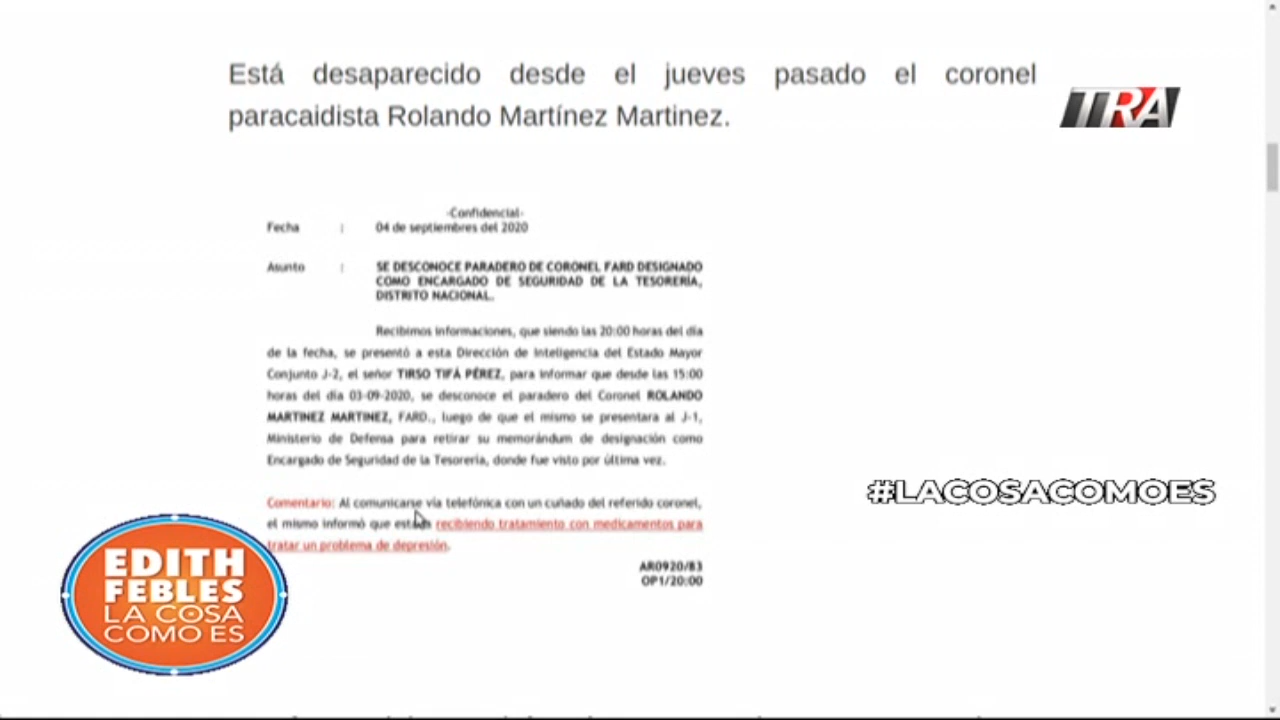 Está desaparecido desde el jueves pasado el coronel
paracaidista Rolando Martínez Martinez.
TRA
-Confidencial-
Fecha : 04 de septiembres del 2020
Asunto : SE DESCONOCE PARADERO DE CORONEL FARD DESIGNADO
COMO ENCARGADO DE SEGURIDAD DE LA TESORERÍA,
DISTRITO NACIONAL.
Recibimos informaciones, que siendo las 20:00 horas del día
de la fecha, se presentó a esta Dirección de Inteligencia del Estado Mayor
Conjunto J-2, el señor TIRSO TIFÁ PÉREZ, para informar que desde las 15:00
horas del día 03-09-2020, se desconoce el paradero del Coronel ROLANDO
MARTINEZ MARTINEZ, FARD., luego de que el mismo se presentara al J-1,
Ministerio de Defensa para retirar su memorándum de designación como
Encargado de Seguridad de la Tesorería, donde fue visto por última vez.
Comentario: Al comunicarse vía telefónica con un cuñado del referido coronel,
el mismo informó que recibiendo tratamiento con medicamentos para
tratar un problema de depresión.
AR0920/83
OP1/20:00
#LACOSACOMOES
EDITH
FEBLES
LA COSA
COMO ES